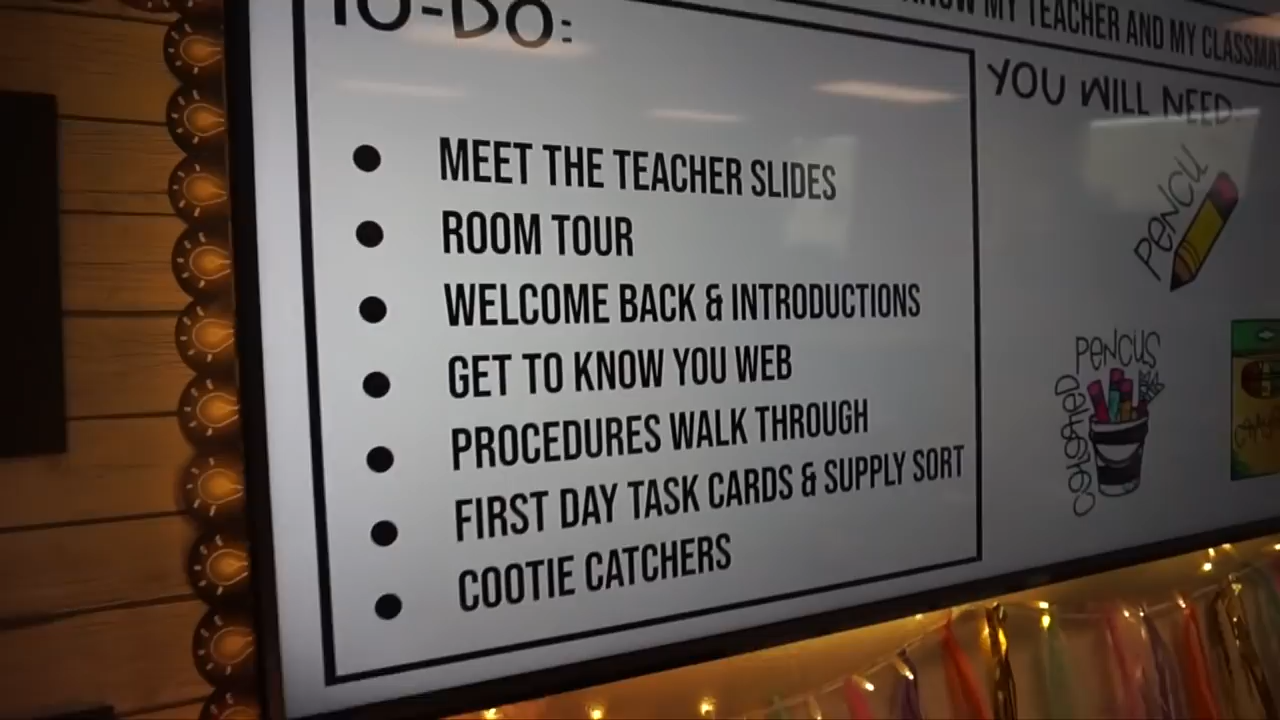 TO-DO:
KNOW MY TEACHER AND MY
YOU WILL NEED
MEET THE TEACHER SLIDES
ROOM TOUR
WELCOME BACK & INTRODUCTIONS
GET TO KNOW YOU WEB
PROCEDURES WALK THROUGH
FIRST DAY TASK CARDS & SUPPLY SORT
COOTIE CATCHERS
PENCIL
COLORED
PENCILS